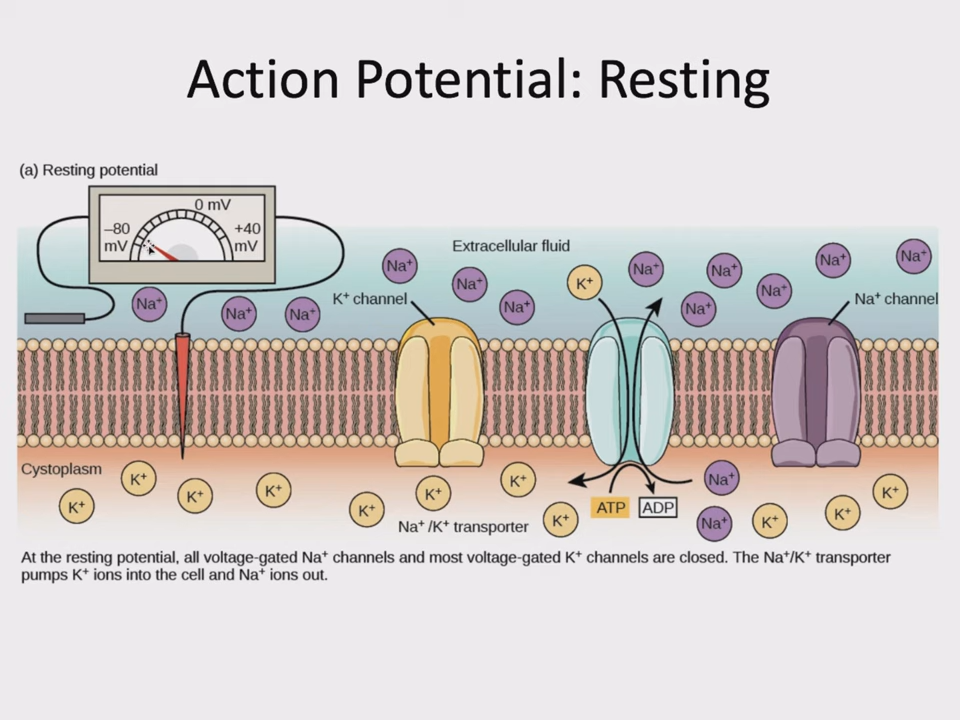 Action Potential: Resting
(a) Resting potential
0 mV
–80 mV
+40 mV
Extracellular fluid
K⁺ channel
Na⁺ channel
Na⁺
Na⁺
Na⁺
Na⁺
Na⁺
Na⁺
K⁺
Na⁺
Na⁺
Na⁺
Na⁺
Na⁺
Na⁺
Cystoplasm
K⁺
K⁺
K⁺
K⁺
K⁺
K⁺
K⁺
K⁺
ATP
ADP
Na⁺
Na⁺
K⁺
K⁺
K⁺
Na⁺ /K⁺ transporter
At the resting potential, all voltage-gated Na⁺ channels and most voltage-gated K⁺ channels are closed. The Na⁺/K⁺ transporter
pumps K⁺ ions into the cell and Na⁺ ions out.